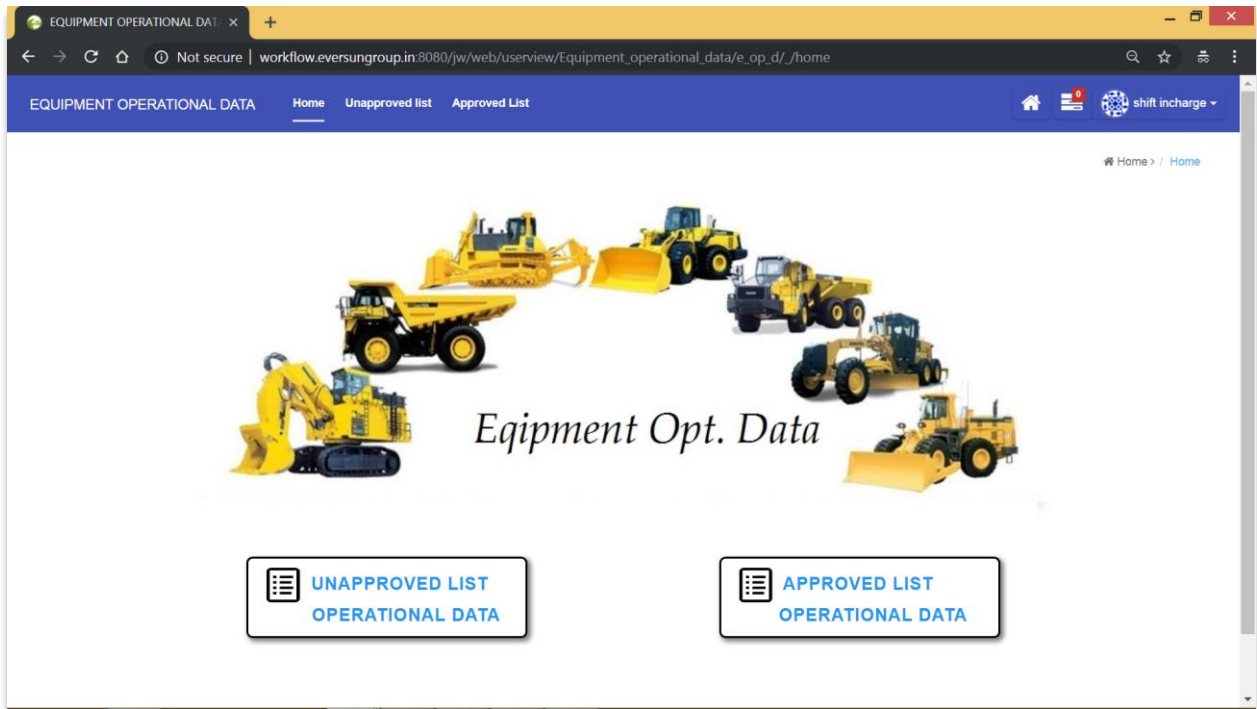 EQUIPMENT OPERATIONAL DAT
Not secure | workflow.eversungroup.in:8080/jw/web/userview/Equipment_operational_data/e_op_d/_/home
EQUIPMENT OPERATIONAL DATA Home Unapproved list Approved List 0 shift incharge
Home > / Home
Eqipment Opt. Data
UNAPPROVED LIST
OPERATIONAL DATA
APPROVED LIST
OPERATIONAL DATA